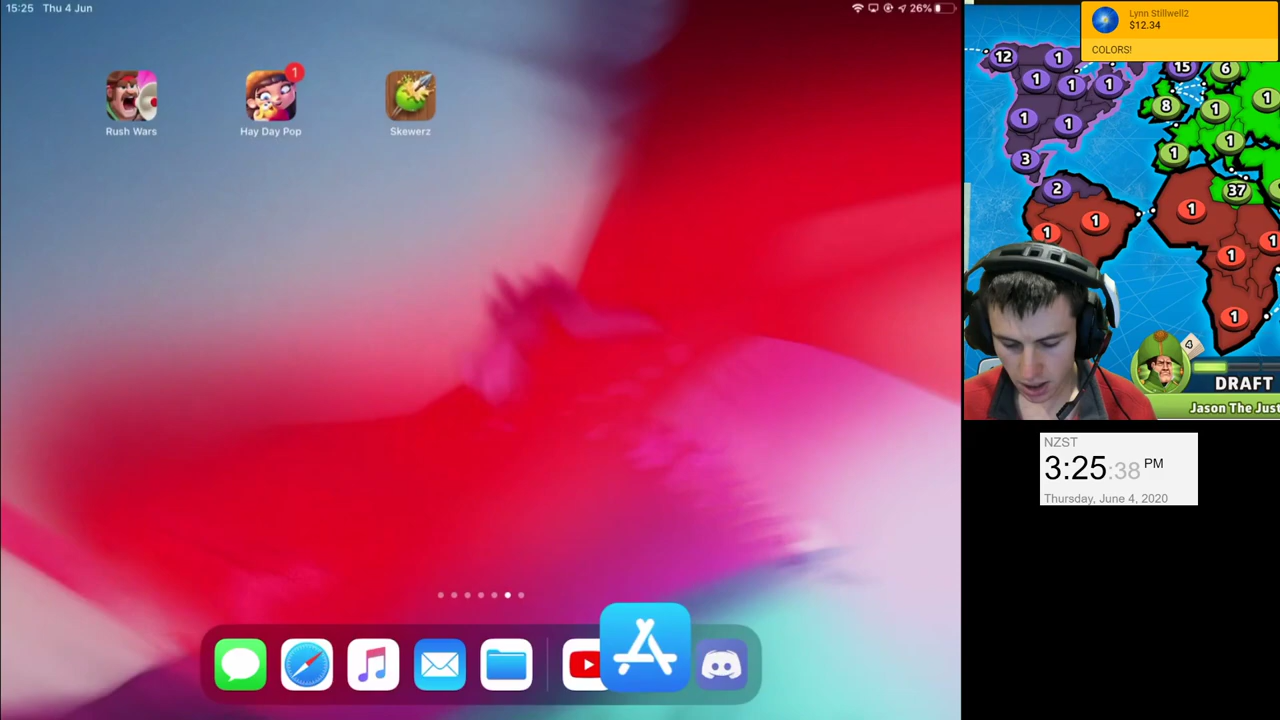 15:25 Thu 4 Jun
26%
1
Rush Wars
Hay Day Pop
Skewerz
Lynn Stillwell2
$12.34
COLORS!
12
1
15
6
1
1
1
1
8
1
1
1
1
1
3
2
37
1
1
1
1
1
1
4
DRAFT
Jason The Just
NZST
3:25:38 PM
Thursday, June 4, 2020